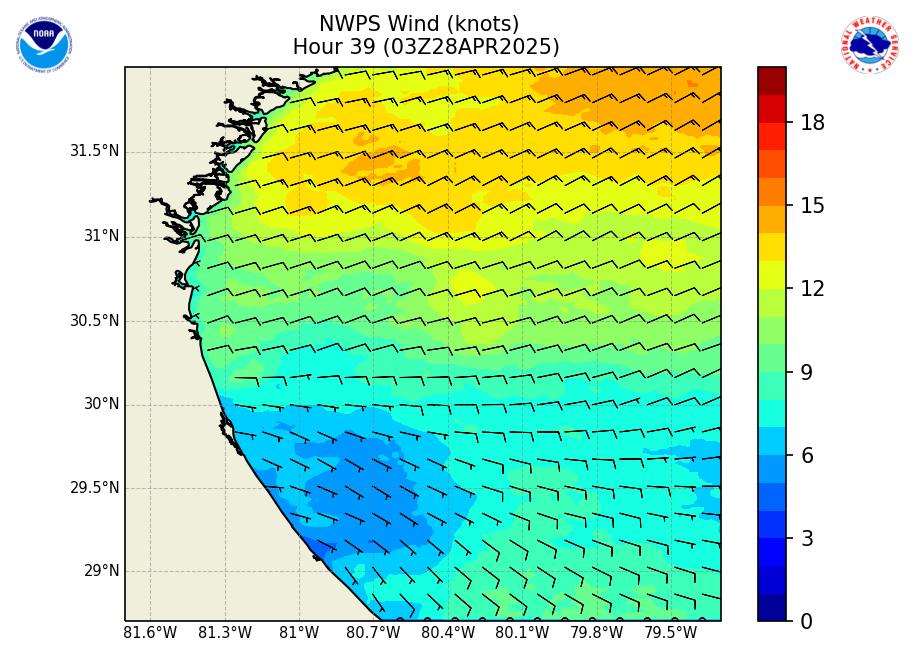 NWPS Wind (knots)
Hour 39 (03Z28APR2025)
NOAA
NATIONAL WEATHER SERVICE
31.5°N
31°N
30.5°N
30°N
29.5°N
29°N
81.6°W 81.3°W 81°W 80.7°W 80.4°W 80.1°W 79.8°W 79.5°W
18
15
12
9
6
3
0